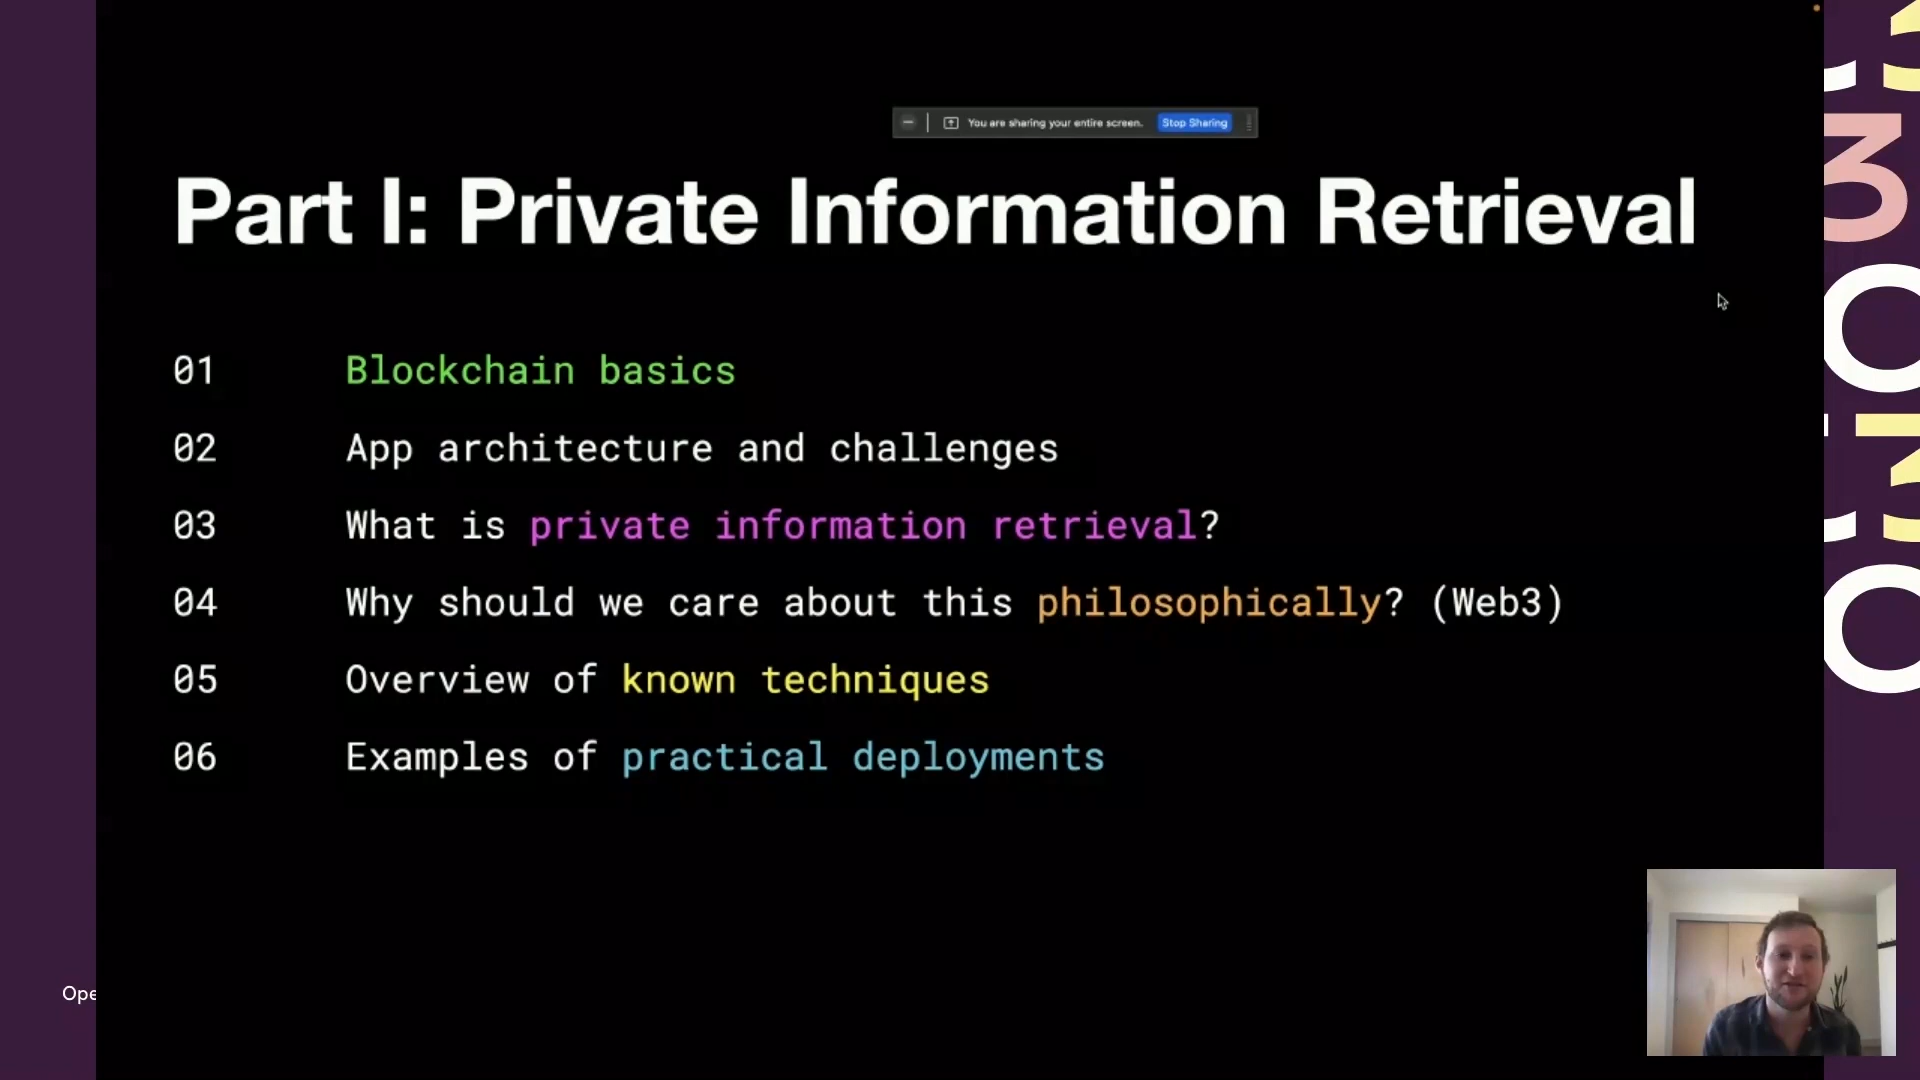 You are sharing your entire screen. Stop Sharing
Part I: Private Information Retrieval
01 Blockchain basics
02 App architecture and challenges
03 What is private information retrieval?
04 Why should we care about this philosophically? (Web3)
05 Overview of known techniques
06 Examples of practical deployments
Ope